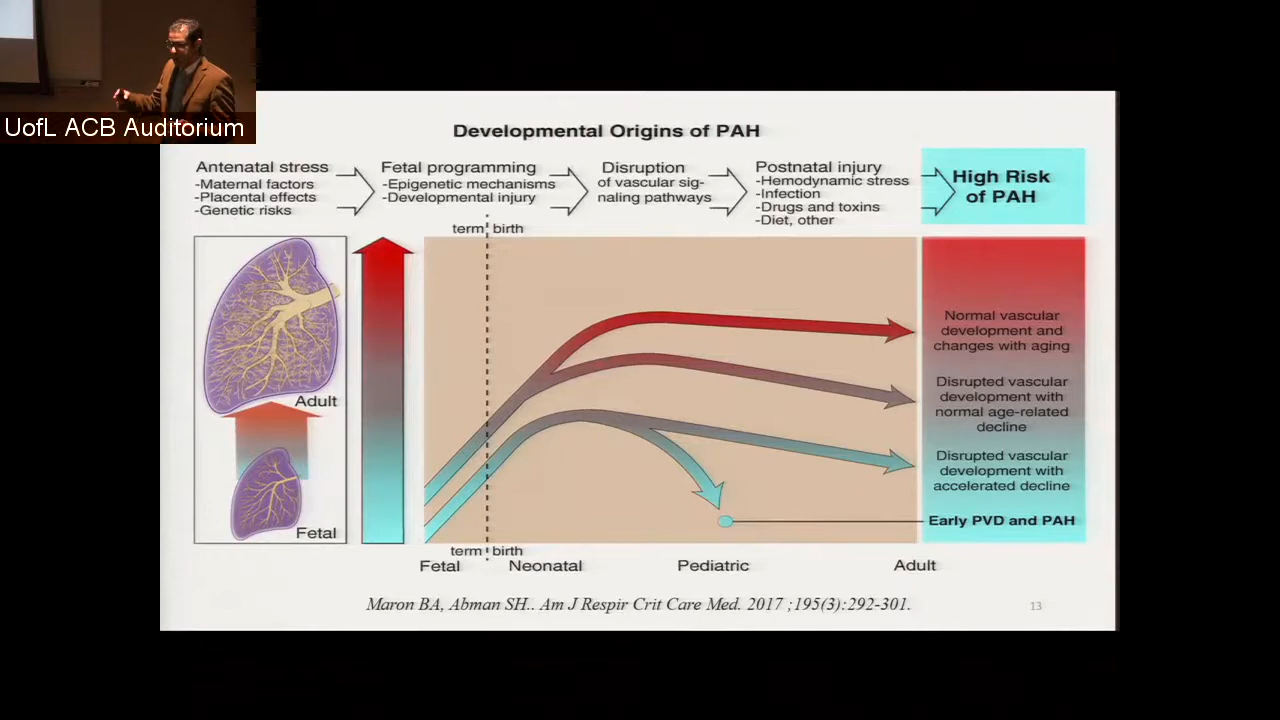 UofL ACB Auditorium
Developmental Origins of PAH
Antenatal stress
-Maternal factors
-Placental effects
-Genetic risks
Fetal programming
-Epigenetic mechanisms
-Developmental injury
Disruption
of vascular sig-
naling pathways
Postnatal injury
-Hemodynamic stress
-Infection
-Drugs and toxins
-Diet, other
High Risk
of PAH
term birth
Adult
Fetal
Normal vascular
development and
changes with aging
Disrupted vascular
development with
normal age-related
decline
Disrupted vascular
development with
accelerated decline
Early PVD and PAH
term birth
Fetal Neonatal Pediatric Adult
Maron BA, Abman SH.. Am J Respir Crit Care Med. 2017 ;195(3):292-301.
13